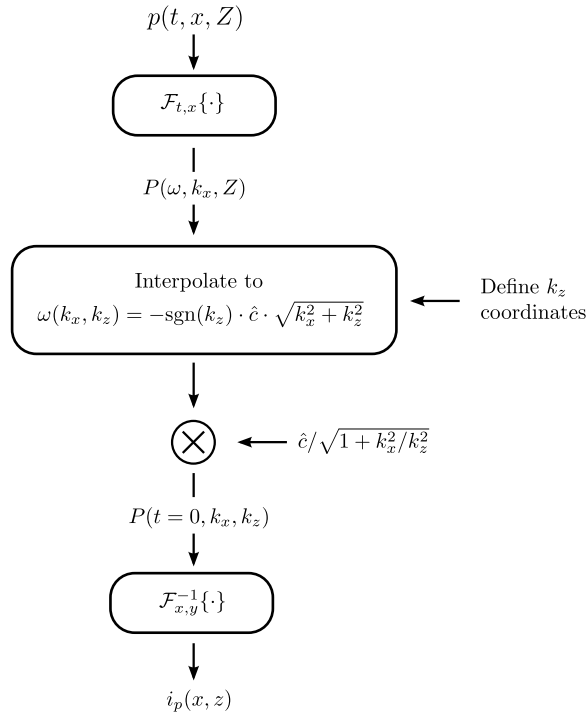 p(t, x, Z)
ℱ_{t,x}{·}
P(ω, k_x, Z)
Interpolate to
ω(k_x, k_z) = −sgn(k_z) · ĉ · √(k_x^2 + k_z^2)
Define k_z
coordinates
ĉ/√(1 + k_x^2/k_z^2)
P(t = 0, k_x, k_z)
ℱ_{x,y}^{-1}{·}
i_p(x, z)